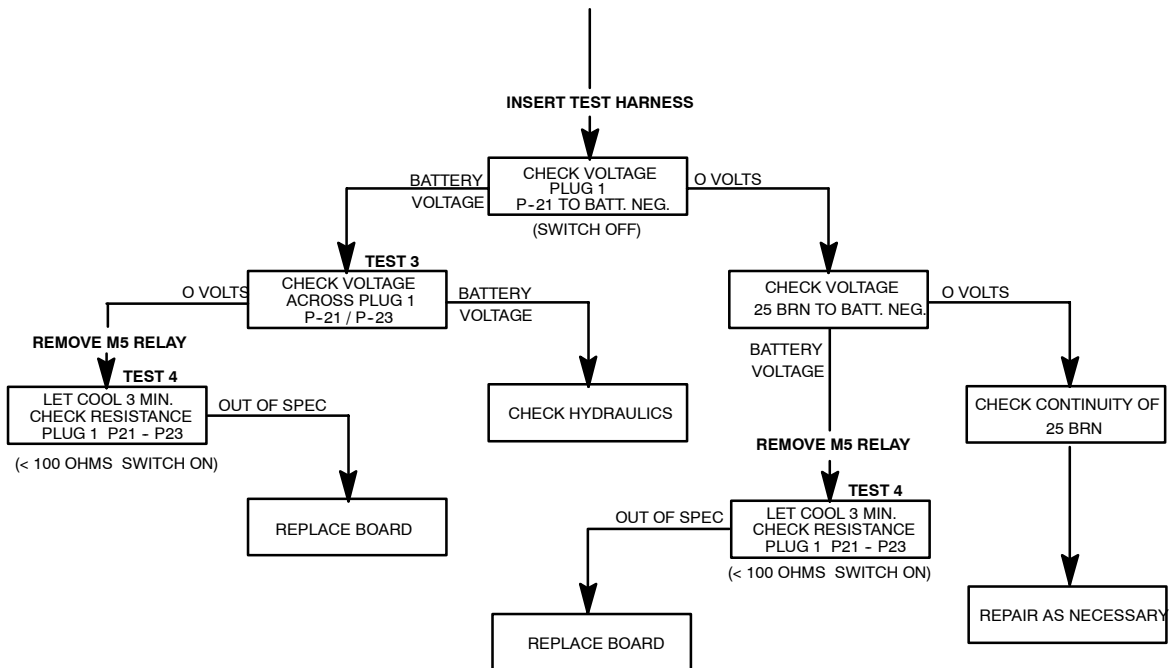 INSERT TEST HARNESS
CHECK VOLTAGE
PLUG 1
P-21 TO BATT. NEG.
(SWITCH OFF)
BATTERY
VOLTAGE
O VOLTS
TEST 3
CHECK VOLTAGE
ACROSS PLUG 1
P-21 / P-23
O VOLTS
BATTERY
VOLTAGE
CHECK VOLTAGE
25 BRN TO BATT. NEG.
O VOLTS
BATTERY
VOLTAGE
REMOVE M5 RELAY
TEST 4
LET COOL 3 MIN.
CHECK RESISTANCE
PLUG 1 P21 - P23
(< 100 OHMS SWITCH ON)
OUT OF SPEC
REPLACE BOARD
CHECK HYDRAULICS
CHECK CONTINUITY OF
25 BRN
REMOVE M5 RELAY
TEST 4
LET COOL 3 MIN.
CHECK RESISTANCE
PLUG 1 P21 - P23
(< 100 OHMS SWITCH ON)
OUT OF SPEC
REPLACE BOARD
REPAIR AS NECESSARY